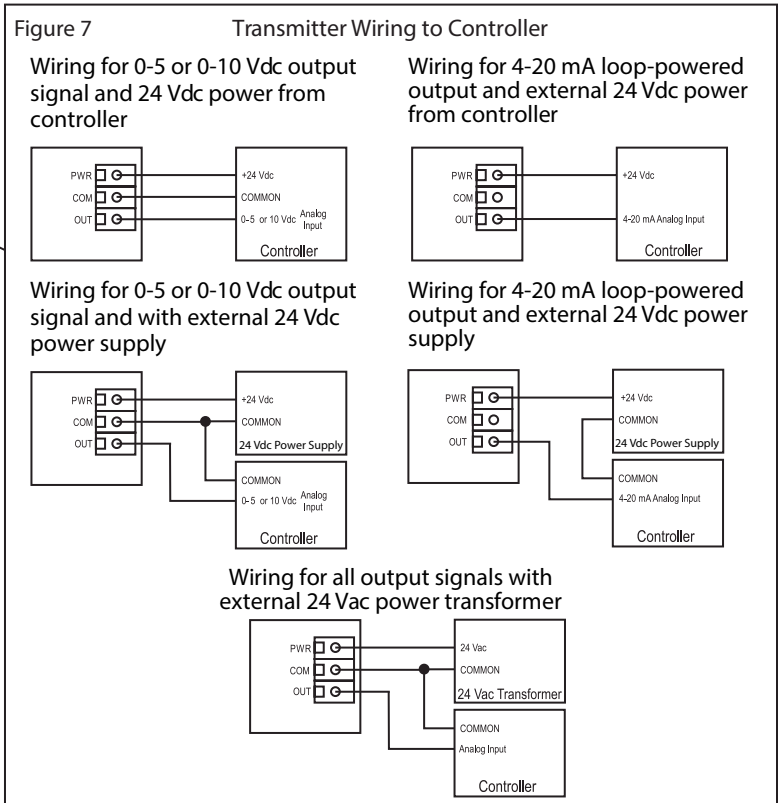 Figure 7 Transmitter Wiring to Controller
Wiring for 0-5 or 0-10 Vdc output
signal and 24 Vdc power from
controller
PWR
COM
OUT
+24 Vdc
COMMON
0-5 or 10 Vdc Analog
Input
Controller
Wiring for 4-20 mA loop-powered
output and external 24 Vdc power
from controller
PWR
COM
OUT
+24 Vdc
4-20 mA Analog Input
Controller
Wiring for 0-5 or 0-10 Vdc output
signal and with external 24 Vdc
power supply
PWR
COM
OUT
+24 Vdc
COMMON
24 Vdc Power Supply
COMMON
0-5 or 10 Vdc Analog
Input
Controller
Wiring for 4-20 mA loop-powered
output and external 24 Vdc power
supply
PWR
COM
OUT
+24 Vdc
COMMON
24 Vdc Power Supply
COMMON
4-20 mA Analog Input
Controller
Wiring for all output signals with
external 24 Vac power transformer
PWR
COM
OUT
24 Vac
COMMON
24 Vac Transformer
COMMON
Analog Input
Controller